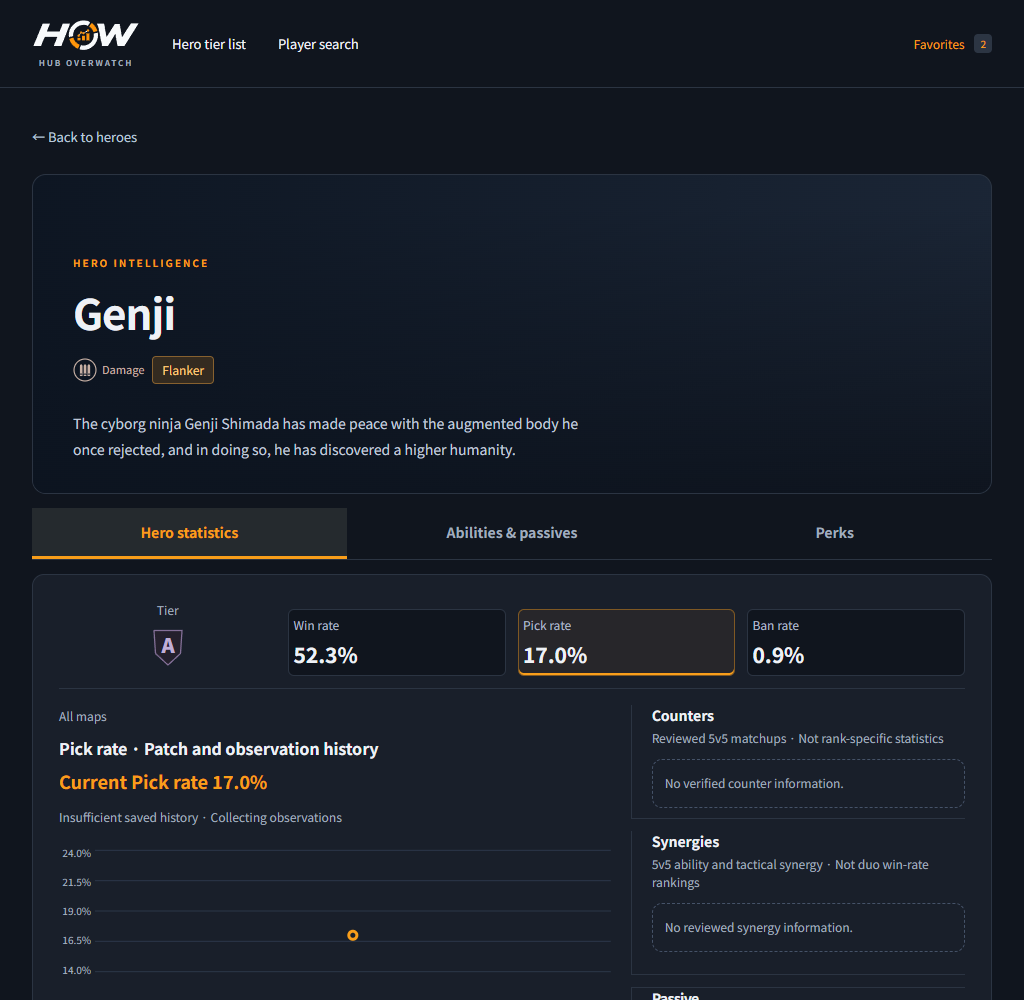 HOW
HUB OVERWATCH
Hero tier list
Player search
Favorites 2
← Back to heroes
HERO INTELLIGENCE
Genji
Damage
Flanker
The cyborg ninja Genji Shimada has made peace with the augmented body he
once rejected, and in doing so, he has discovered a higher humanity.
Hero statistics
Abilities & passives
Perks
Tier
A
Win rate
52.3%
Pick rate
17.0%
Ban rate
0.9%
All maps
Pick rate · Patch and observation history
Current Pick rate 17.0%
Insufficient saved history · Collecting observations
24.0%
21.5%
19.0%
16.5%
14.0%
Counters
Reviewed 5v5 matchups · Not rank-specific statistics
No verified counter information.
Synergies
5v5 ability and tactical synergy · Not duo win-rate
rankings
No reviewed synergy information.
Passive